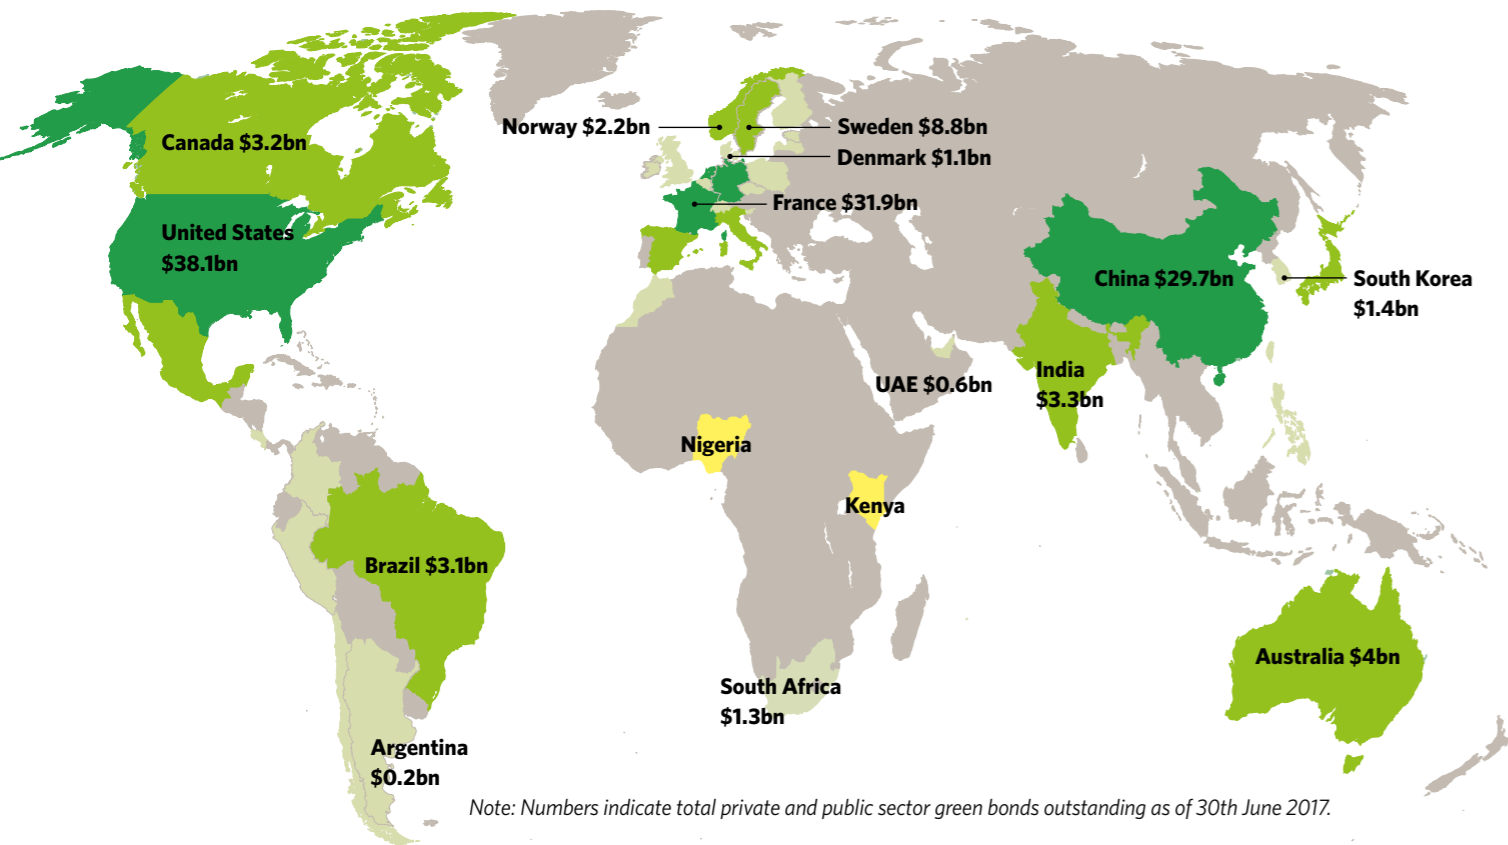 Norway $2.2bn
Sweden $8.8bn
Canada $3.2bn
Denmark $1.1bn
France $31.9bn
United States
$38.1bn
China $29.7bn
South Korea
$1.4bn
India
$3.3bn
UAE $0.6bn
Nigeria
Kenya
Brazil $3.1bn
Australia $4bn
South Africa
$1.3bn
Argentina
$0.2bn
Note: Numbers indicate total private and public sector green bonds outstanding as of 30th June 2017.